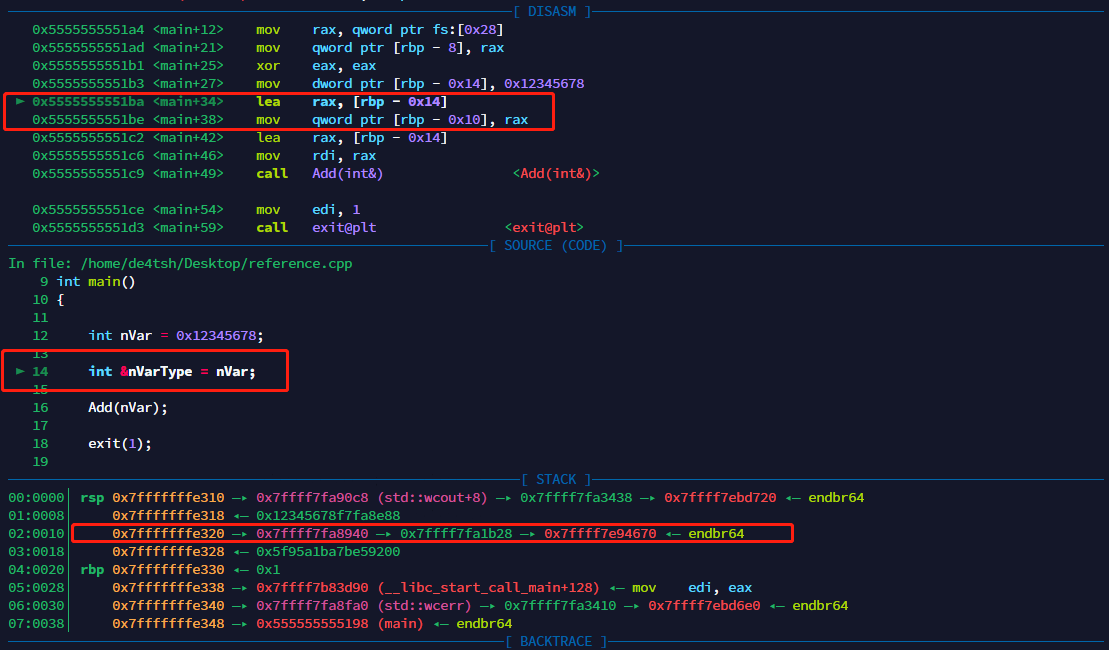 [ DISASM ]
0x5555555551a4 <main+12>    mov    rax, qword ptr fs:[0x28]
0x5555555551ad <main+21>    mov    qword ptr [rbp - 8], rax
0x5555555551b1 <main+25>    xor    eax, eax
0x5555555551b3 <main+27>    mov    dword ptr [rbp - 0x14], 0x12345678
► 0x5555555551ba <main+34>    lea    rax, [rbp - 0x14]
0x5555555551be <main+38>    mov    qword ptr [rbp - 0x10], rax
0x5555555551c2 <main+42>    lea    rax, [rbp - 0x14]
0x5555555551c6 <main+46>    mov    rdi, rax
0x5555555551c9 <main+49>    call   Add(int&)                <Add(int&)>
0x5555555551ce <main+54>    mov    edi, 1
0x5555555551d3 <main+59>    call   exit@plt                <exit@plt>
[ SOURCE (CODE) ]
In file: /home/de4tsh/Desktop/reference.cpp
9 int main()
10 {
11
12     int nVar = 0x12345678;
13
► 14     int &nVarType = nVar;
15
16     Add(nVar);
17
18     exit(1);
19
[ STACK ]
00:0000│ rsp 0x7fffffffe310 —▸ 0x7ffff7fa90c8 (std::wcout+8) —▸ 0x7ffff7fa3438 —▸ 0x7ffff7ebd720 ◂— endbr64
01:0008│     0x7fffffffe318 ◂— 0x12345678f7fa8e88
02:0010│     0x7fffffffe320 —▸ 0x7ffff7fa8940 —▸ 0x7ffff7fa1b28 —▸ 0x7ffff7e94670 ◂— endbr64
03:0018│     0x7fffffffe328 ◂— 0x5f95a1ba7be59200
04:0020│ rbp 0x7fffffffe330 ◂— 0x1
05:0028│     0x7fffffffe338 —▸ 0x7ffff7b83d90 (__libc_start_call_main+128) ◂— mov    edi, eax
06:0030│     0x7fffffffe340 —▸ 0x7ffff7fa8fa0 (std::wcerr) —▸ 0x7ffff7fa3410 —▸ 0x7ffff7ebd6e0 ◂— endbr64
07:0038│     0x7fffffffe348 —▸ 0x555555555198 (main) ◂— endbr64
[ BACKTRACE ]